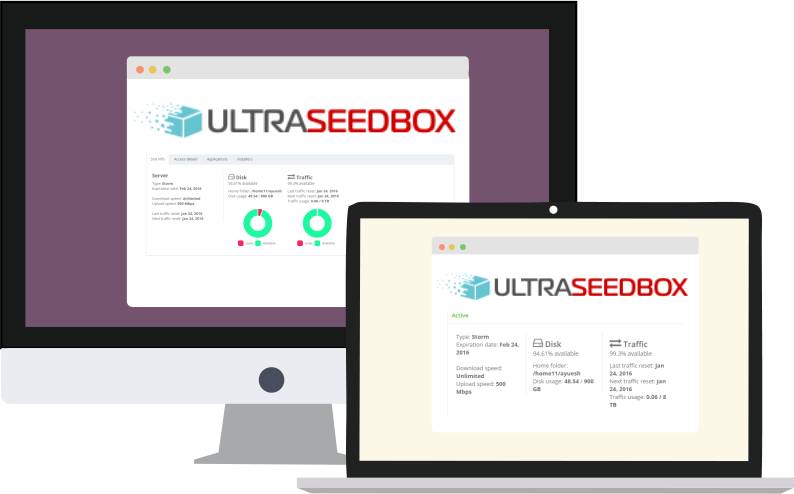 ULTRASEEDBOX
Slot info Access details Applications Installers
Server
Type: Storm
Expiration date: Feb 24, 2016
Download speed: Unlimited
Upload speed: 500 Mbps
Last traffic reset: Jan 24, 2016
Next traffic reset: Jan 24, 2016
Disk
94.61% available
Home folder: /home11/ayuesh
Disk usage: 48.54 / 900 GB
Used Available
Traffic
99.3% available
Last traffic reset: Jan 24, 2016
Next traffic reset: Jan 24, 2016
Traffic usage: 0.06 / 8 TB
Used Available
ULTRASEEDBOX
Active
Type: Storm
Expiration date: Feb 24,
2016
Download speed:
Unlimited
Upload speed: 500
Mbps
Disk
94.61% available
Home folder:
/home11/ayuesh
Disk usage: 48.54 / 900
GB
Traffic
99.3% available
Last traffic reset: Jan
24, 2016
Next traffic reset: Jan
24, 2016
Traffic usage: 0.06 / 8
TB